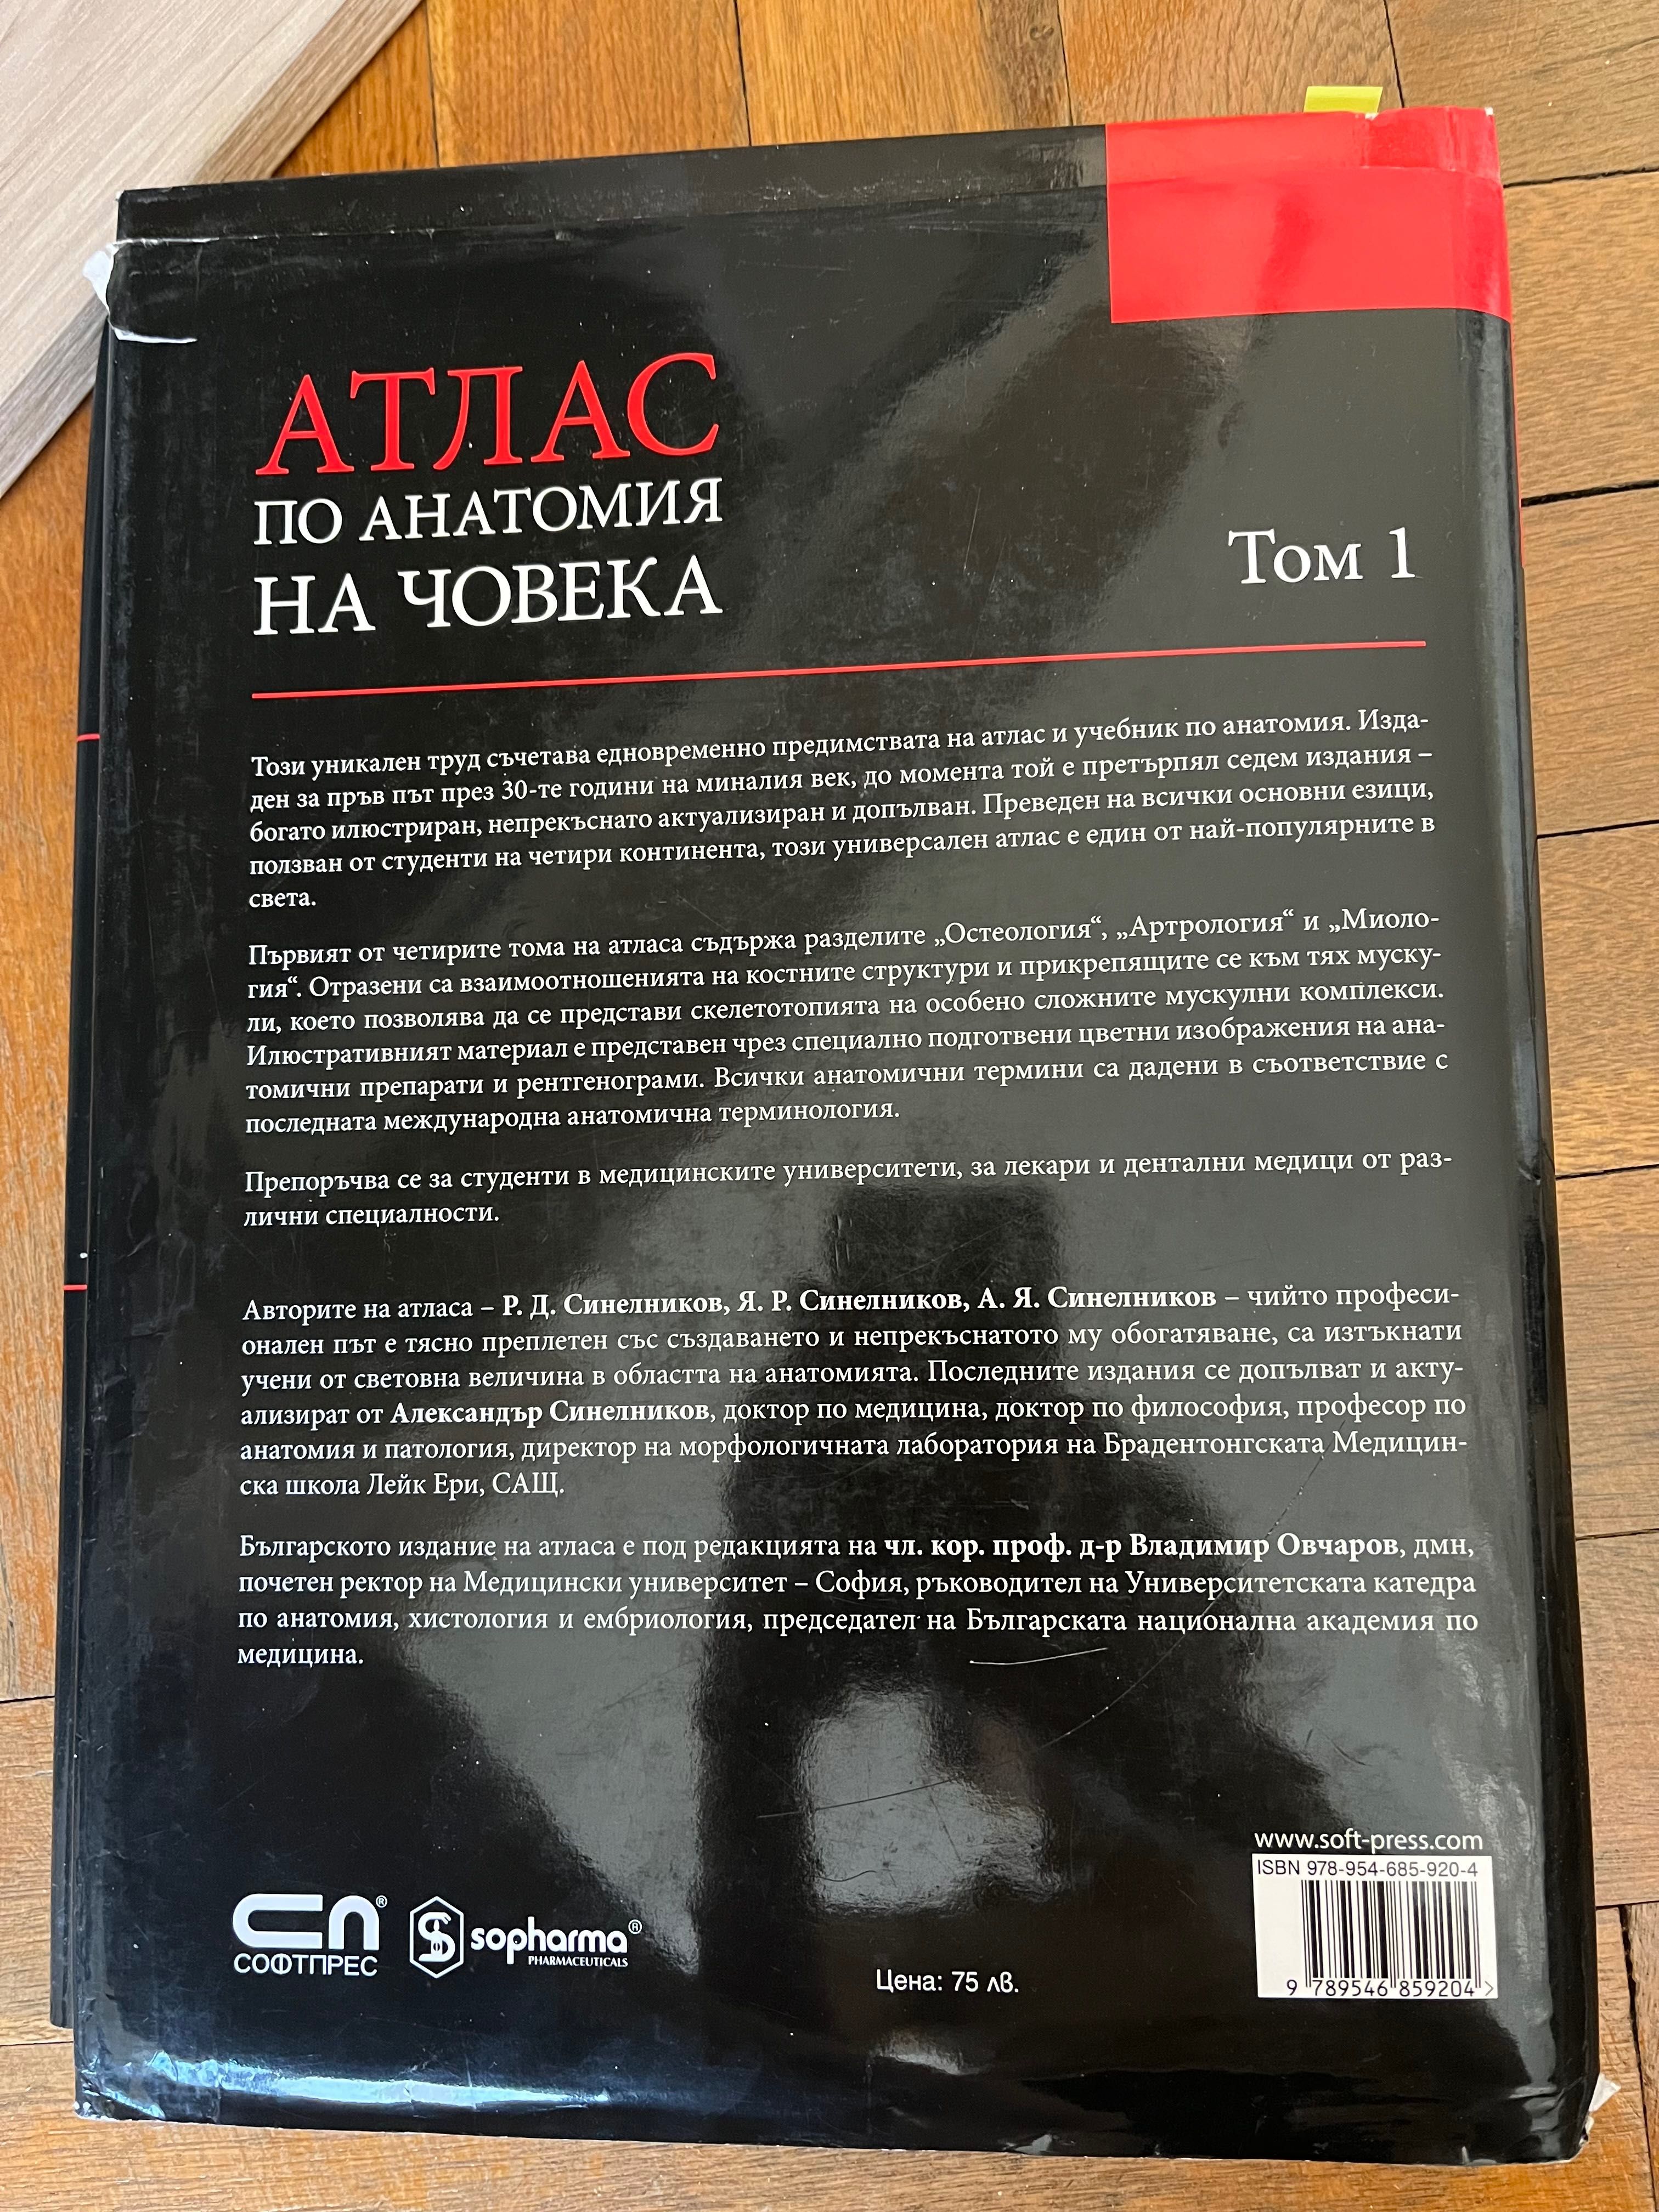 АТЛАС
ПО АНАТОМИЯ
НА ЧОВЕКА
Том 1
Този уникален труд съчетава едновременно предимствата на атлас и учебник по анатомия. Изда-
ден за пръв път през 30-те години на миналия век, до момента той е претърпял седем издания –
богато илюстриран, непрекъснато актуализиран и допълван. Преведен на всички основни езици,
ползван от студенти на четири континента, този универсален атлас е един от най-популярните в
света.
Първият от четирите тома на атласа съдържа разделите „Остеология“, „Артрология“ и „Миоло-
гия“. Отразени са взаимоотношенията на костните структури и прикрепящите се към тях муску-
ли, което позволява да се представи скелетотопията на особено сложните мускулни комплекси.
Илюстративният материал е представен чрез специално подготвени цветни изображения на ана-
томични препарати и рентгенограми. Всички анатомични термини са дадени в съответствие с
последната международна анатомична терминология.
Препоръчва се за студенти в медицинските университети, за лекари и дентални медици от раз-
лични специалности.
Авторите на атласа – Р. Д. Синелников, Я. Р. Синелников, А. Я. Синелников – чийто професи-
онален път е тясно преплетен със създаването и непрекъснатото му обогатяване, са изтъкнати
учени от световна величина в областта на анатомията. Последните издания се допълват и акту-
ализират от Александър Синелников, доктор по медицина, доктор по философия, професор по
анатомия и патология, директор на морфологичната лаборатория на Брадентонгската Медицин-
ска школа Лейк Ери, САЩ.
Българското издание на атласа е под редакцията на чл. кор. проф. д-р Владимир Овчаров, дмн,
почетен ректор на Медицински университет – София, ръководител на Университетската катедра
по анатомия, хистология и ембриология, председател на Българската национална академия по
медицина.
www.soft-press.com
ISBN 978-954-685-920-4
9 789546 859204 >
СП®
СОФТПРЕС
sopharma®
PHARMACEUTICALS
Цена: 75 лв.